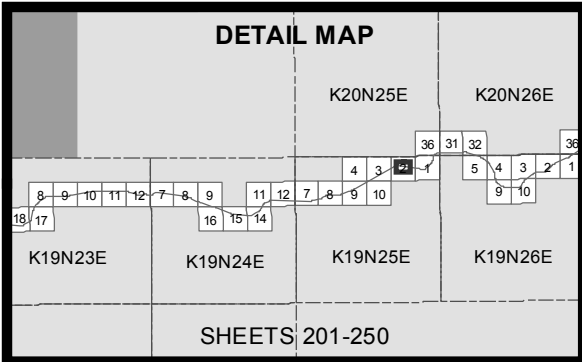 DETAIL MAP
K20N25E K20N26E
36 31 32 36
4 3 2 1 5 4 3 2 1
8 9 10 11 12 7 8 9 11 12 7 8 9 10 9 10
18 17 16 15 14
K19N23E K19N24E K19N25E K19N26E
SHEETS 201-250